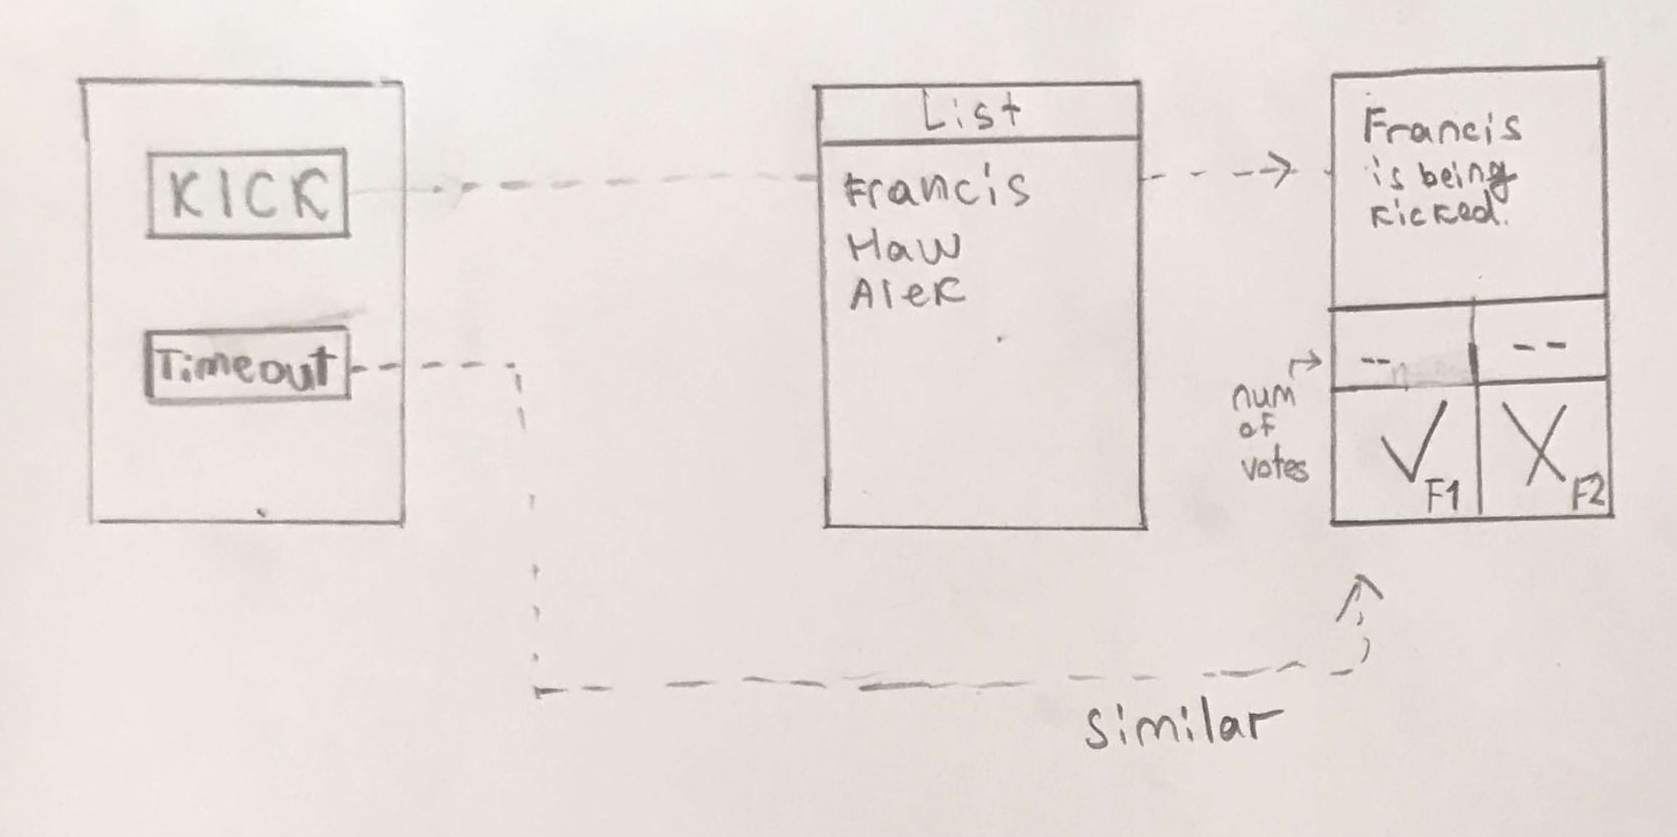 KICK
Timeout
List
Francis
Haw
Alek
Francis
is being
kicked.
-- --
num
of
votes
F1 F2
similar